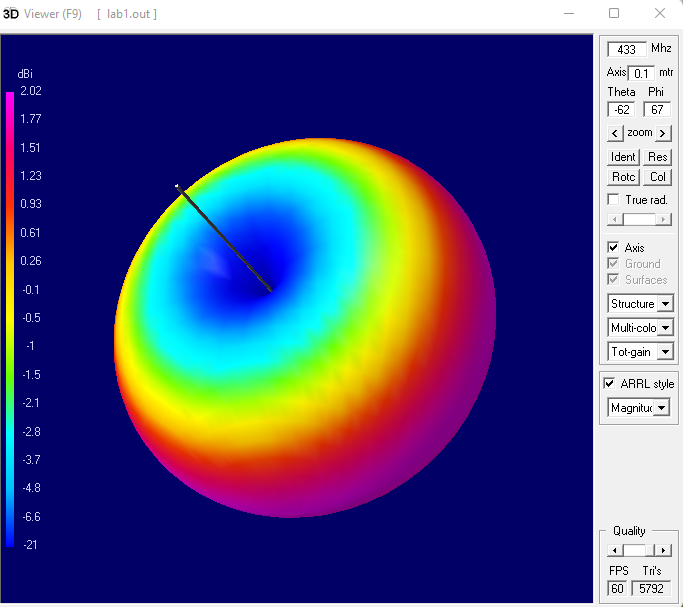 3D Viewer (F9) [ lab1.out ]
dBi
2.02
1.77
1.51
1.23
0.93
0.61
0.26
-0.1
-0.5
-1
-1.5
-2.1
-2.8
-3.7
-4.8
-6.6
-21
433 Mhz
Axis 0.1 mtr
Theta Phi
-62 67
< zoom >
Ident Res
Rotc Col
True rad.
Axis
Ground
Surfaces
Structure
Multi-colo
Tot-gain
ARRL style
Magnitu
Quality
FPS Tri's
60 5792